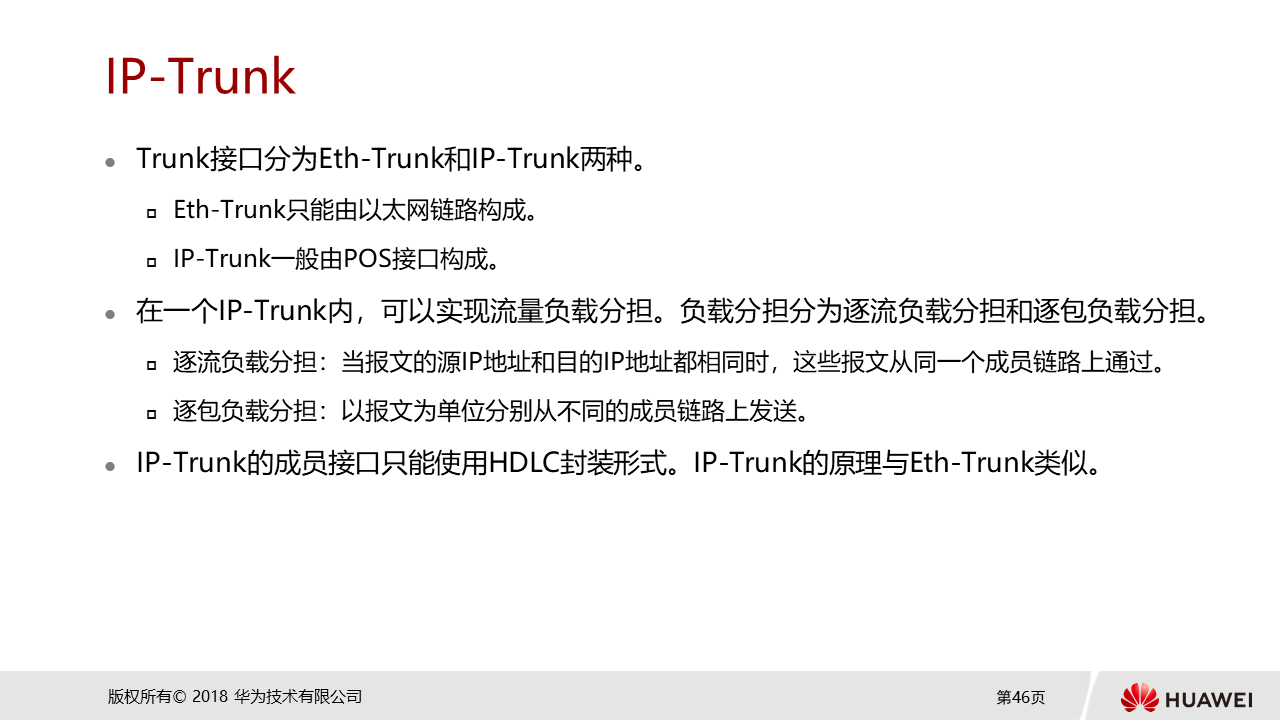 IP-Trunk
Trunk接口分为Eth-Trunk和IP-Trunk两种。
Eth-Trunk只能由以太网链路构成。
IP-Trunk一般由POS接口构成。
在一个IP-Trunk内，可以实现流量负载分担。负载分担分为逐流负载分担和逐包负载分担。
逐流负载分担：当报文的源IP地址和目的IP地址都相同时，这些报文从同一个成员链路上通过。
逐包负载分担：以报文为单位分别从不同的成员链路上发送。
IP-Trunk的成员接口只能使用HDLC封装形式。IP-Trunk的原理与Eth-Trunk类似。
版权所有© 2018 华为技术有限公司
第46页
HUAWEI